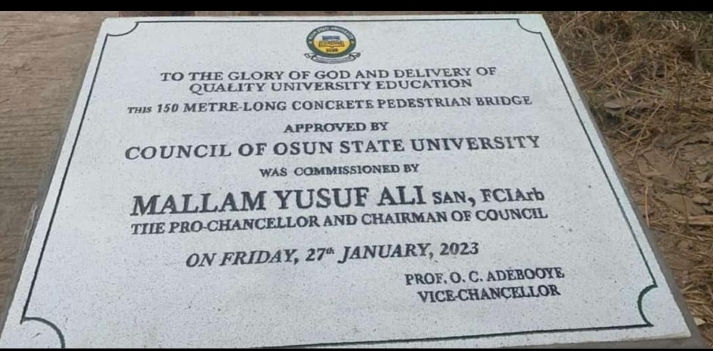 TO THE GLORY OF GOD AND DELIVERY OF
QUALITY UNIVERSITY EDUCATION
THIS 150 METRE-LONG CONCRETE PEDESTRIAN BRIDGE
APPROVED BY
COUNCIL OF OSUN STATE UNIVERSITY
WAS COMMISSIONED BY
MALLAM YUSUF ALI SAN, FCIArb
THE PRO-CHANCELLOR AND CHAIRMAN OF COUNCIL
ON FRIDAY, 27th JANUARY, 2023
PROF. O. C. ADEBOOYE
VICE-CHANCELLOR